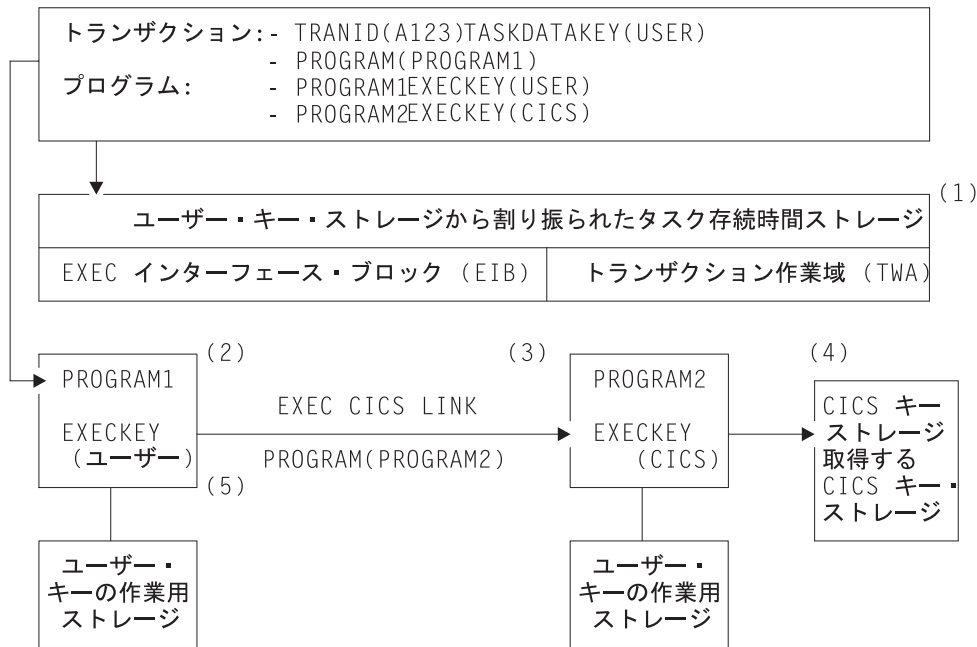 トランザクション: - TRANID(A123)TASKDATAKEY(USER)
- PROGRAM(PROGRAM1)
プログラム: - PROGRAM1EXECKEY(USER)
- PROGRAM2EXECKEY(CICS)
(1)
ユーザー・キー・ストレージから割り振られたタスク存続時間ストレージ
EXEC インターフェース・ブロック (EIB)
トランザクション作業域 (TWA)
(2)
PROGRAM1
EXECKEY
(ユーザー)
(5)
EXEC CICS LINK
PROGRAM(PROGRAM2)
(3)
PROGRAM2
EXECKEY
(CICS)
(4)
CICS キー
ストレージ
取得する
CICS キー・
ストレージ
ユーザー・
キーの作業用
ストレージ
ユーザー・
キーの作業用
ストレージ